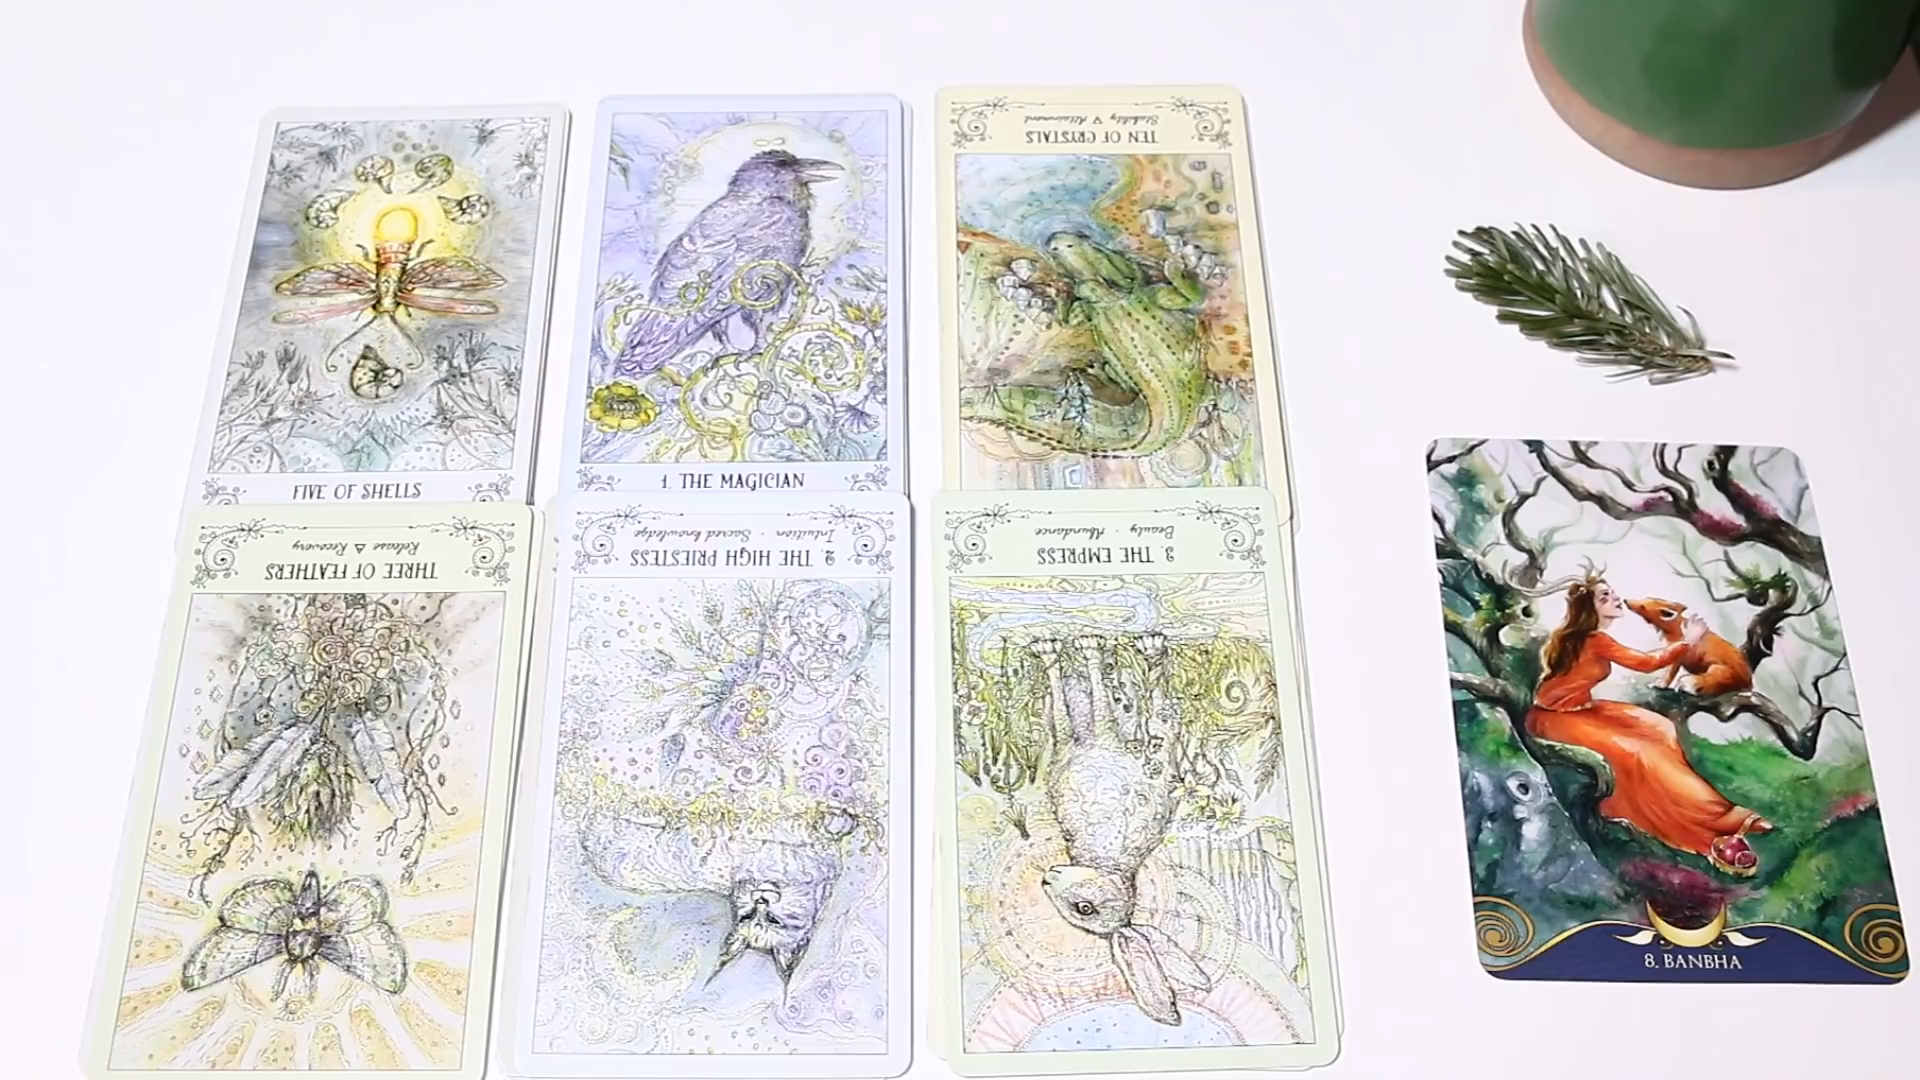 FIVE OF SHELLS
1. THE MAGICIAN
TEN OF CRYSTALS
Stability ∇ Attainment
THREE OF FEATHERS
Release ∆ Recovery
2. THE HIGH PRIESTESS
Intuition · Sacred knowledge
3. THE EMPRESS
Beauty · Abundance
8. BANBHA